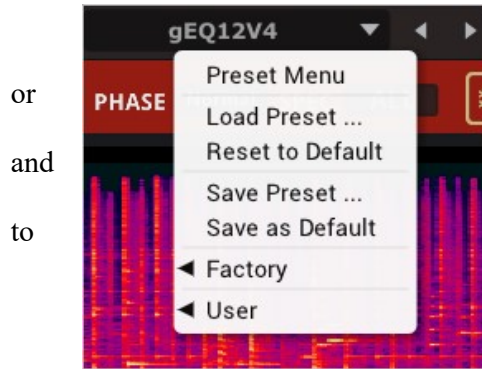 gEQ12V4
or
PHASE
and
to
Preset Menu
Load Preset ...
Reset to Default
Save Preset ...
Save as Default
Factory
User